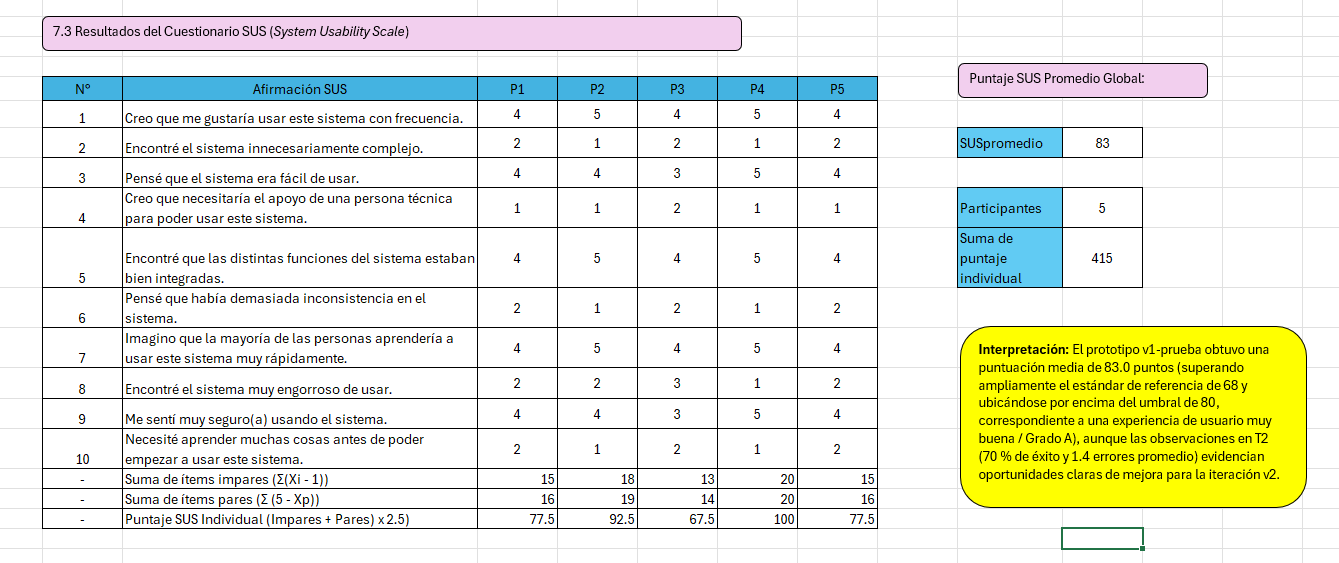 7.3 Resultados del Cuestionario SUS (System Usability Scale)
Puntaje SUS Promedio Global:
N° Afirmación SUS P1 P2 P3 P4 P5
1 Creo que me gustaría usar este sistema con frecuencia. 4 5 4 5 4
2 Encontré el sistema innecesariamente complejo. 2 1 2 1 2
3 Pensé que el sistema era fácil de usar. 4 4 3 5 4
4 Creo que necesitaría el apoyo de una persona técnica
para poder usar este sistema. 1 1 2 1 1
5 Encontré que las distintas funciones del sistema estaban
bien integradas. 4 5 4 5 4
6 Pensé que había demasiada inconsistencia en el
sistema. 2 1 2 1 2
7 Imagino que la mayoría de las personas aprendería a
usar este sistema muy rápidamente. 4 5 4 5 4
8 Encontré el sistema muy engorroso de usar. 2 2 3 1 2
9 Me sentí muy seguro(a) usando el sistema. 4 4 3 5 4
10 Necesité aprender muchas cosas antes de poder
empezar a usar este sistema. 2 1 2 1 2
- Suma de ítems impares (Σ(Xi - 1)) 15 18 13 20 15
- Suma de ítems pares (Σ (5 - Xp)) 16 19 14 20 16
- Puntaje SUS Individual (Impares + Pares) x 2.5) 77.5 92.5 67.5 100 77.5
SUSpromedio 83
Participantes 5
Suma de
puntaje
individual 415
Interpretación: El prototipo v1-prueba obtuvo una
puntuación media de 83.0 puntos (superando
ampliamente el estándar de referencia de 68 y
ubicándose por encima del umbral de 80,
correspondiente a una experiencia de usuario muy
buena / Grado A), aunque las observaciones en T2
(70 % de éxito y 1.4 errores promedio) evidencian
oportunidades claras de mejora para la iteración v2.